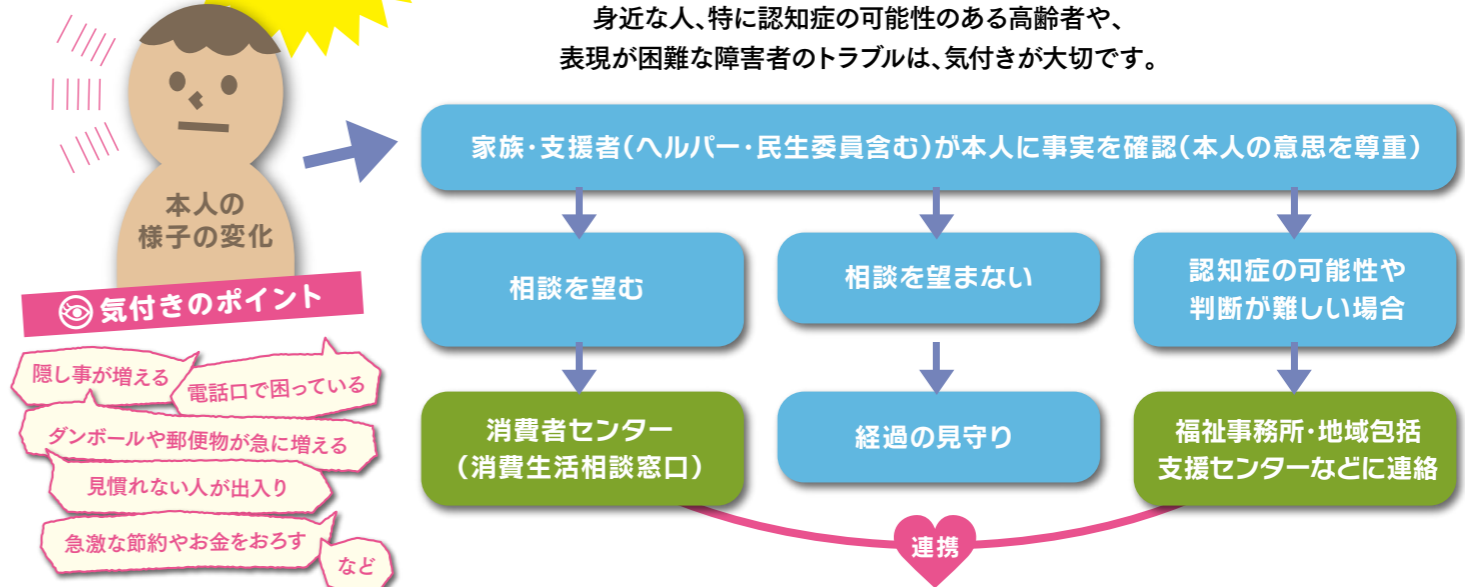 身近な人、特に認知症の可能性のある高齢者や、
表現が困難な障害者のトラブルは、気付きが大切です。
本人の
様子の変化
家族・支援者(ヘルパー・民生委員含む)が本人に事実を確認(本人の意思を尊重)
相談を望む
相談を望まない
認知症の可能性や
判断が難しい場合
消費者センター
(消費生活相談窓口)
経過の見守り
福祉事務所・地域包括
支援センターなどに連絡
連携
気付きのポイント
隠し事が増える
電話口で困っている
ダンボールや郵便物が急に増える
見慣れない人が出入り
急激な節約やお金をおろす
など